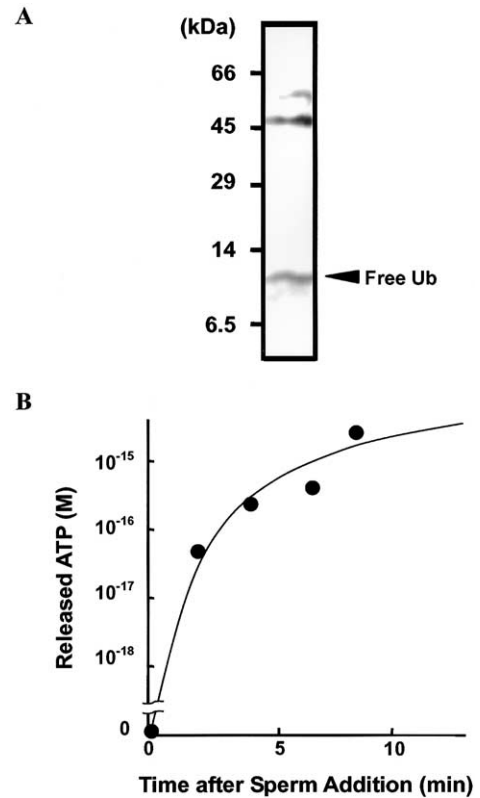 A
(kDa)
66
45
29
14
Free Ub
6.5
B
Released ATP (M)
10⁻¹⁵
10⁻¹⁶
10⁻¹⁷
10⁻¹⁸
0
0 5 10
Time after Sperm Addition (min)